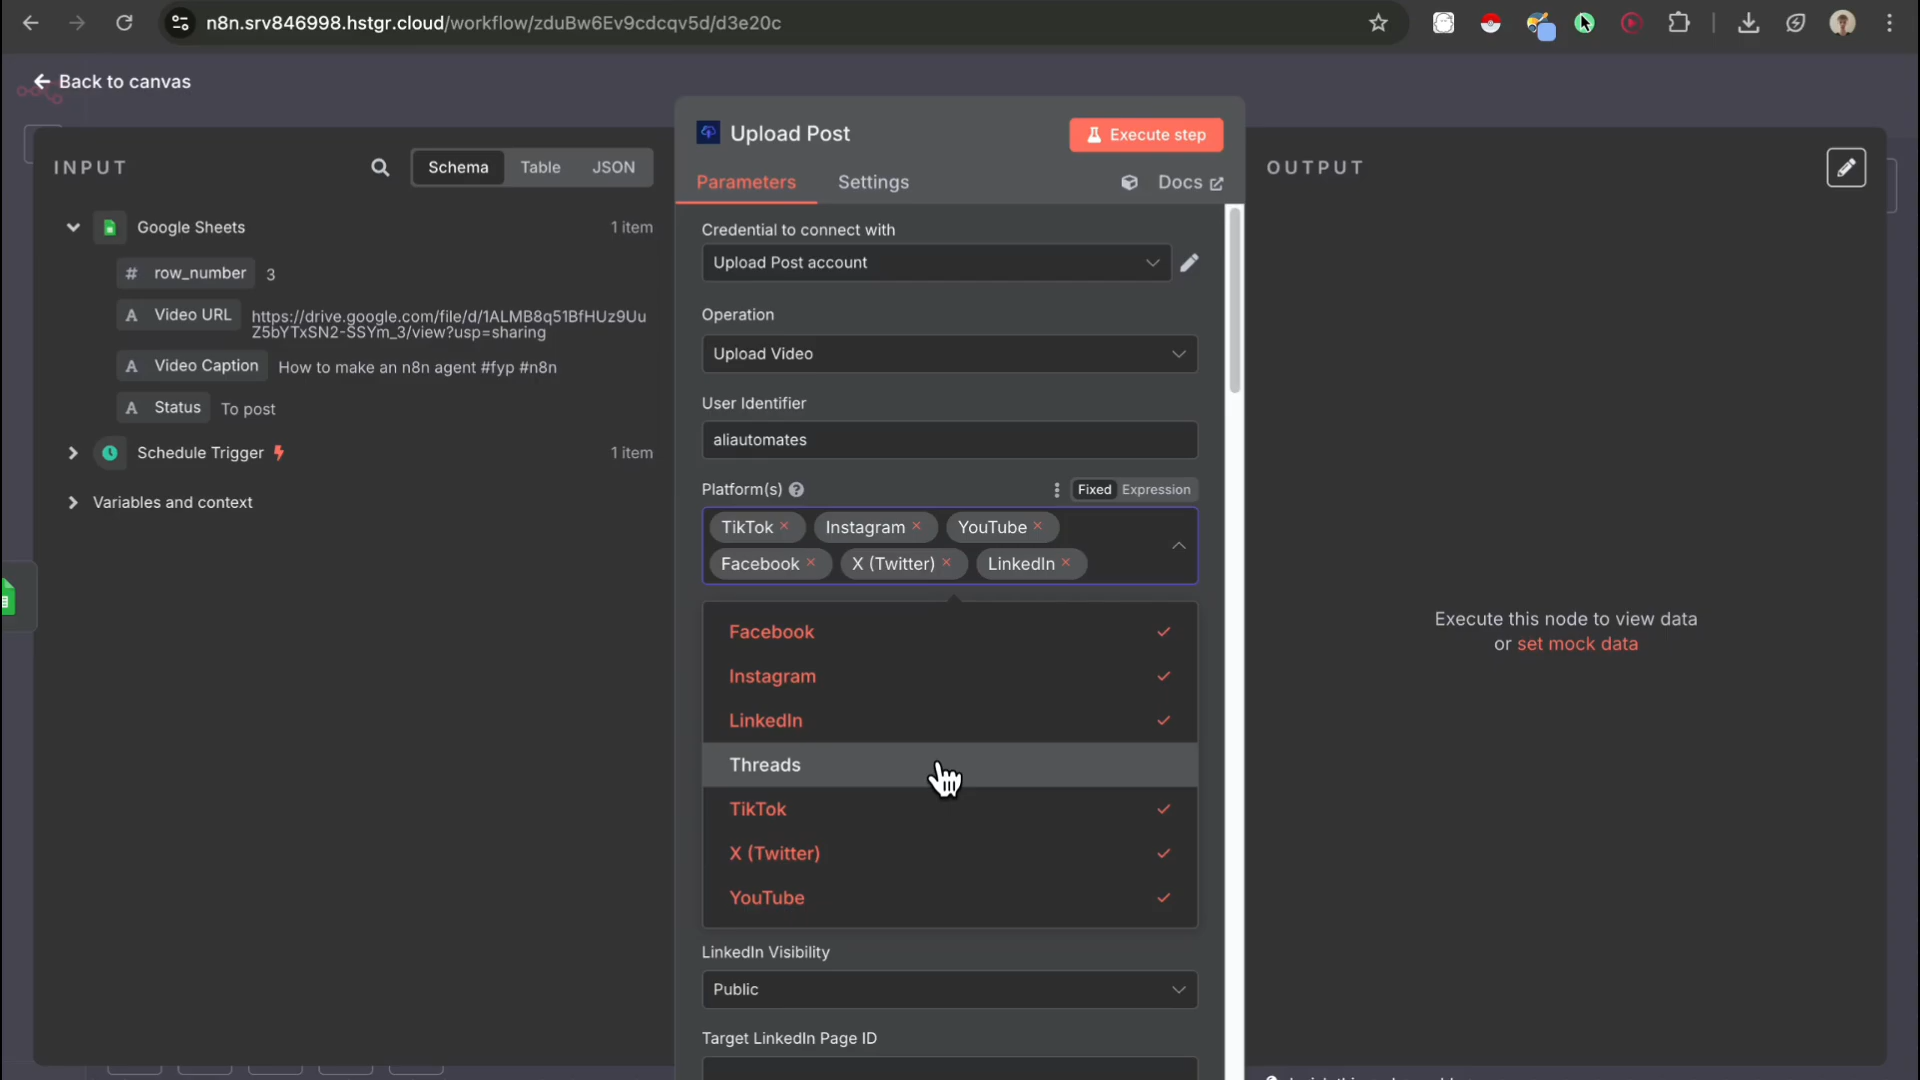 n8n.srv846998.hstgr.cloud/workflow/zduBw6Ev9cdcqv5d/d3e20c
Back to canvas
INPUT
Schema
Table
JSON
Google Sheets
1 item
# row_number
3
A Video URL
https://drive.google.com/file/d/1ALMB8q51BfHUz9Uu
Z5bYTxSN2-SSYm_3/view?usp=sharing
A Video Caption
How to make an n8n agent #fyp #n8n
A Status
To post
Schedule Trigger
1 item
Variables and context
Upload Post
Execute step
Parameters
Settings
Docs
Credential to connect with
Upload Post account
Operation
Upload Video
User Identifier
aliautomates
Platform(s)
Fixed
Expression
TikTok
Instagram
YouTube
Facebook
X (Twitter)
LinkedIn
Facebook
Instagram
LinkedIn
Threads
TikTok
X (Twitter)
YouTube
LinkedIn Visibility
Public
Target LinkedIn Page ID
OUTPUT
Execute this node to view data
or set mock data